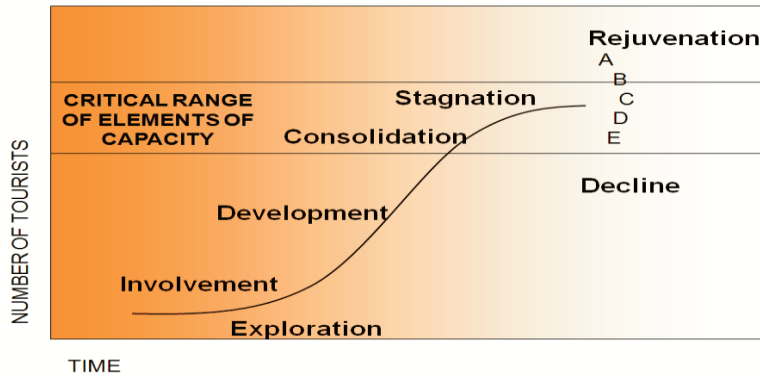 Rejuvenation
A
B
CRITICAL RANGE
OF ELEMENTS OF
CAPACITY
Stagnation
C
D
Consolidation
E
Decline
Development
Involvement
Exploration
NUMBER OF TOURISTS
TIME